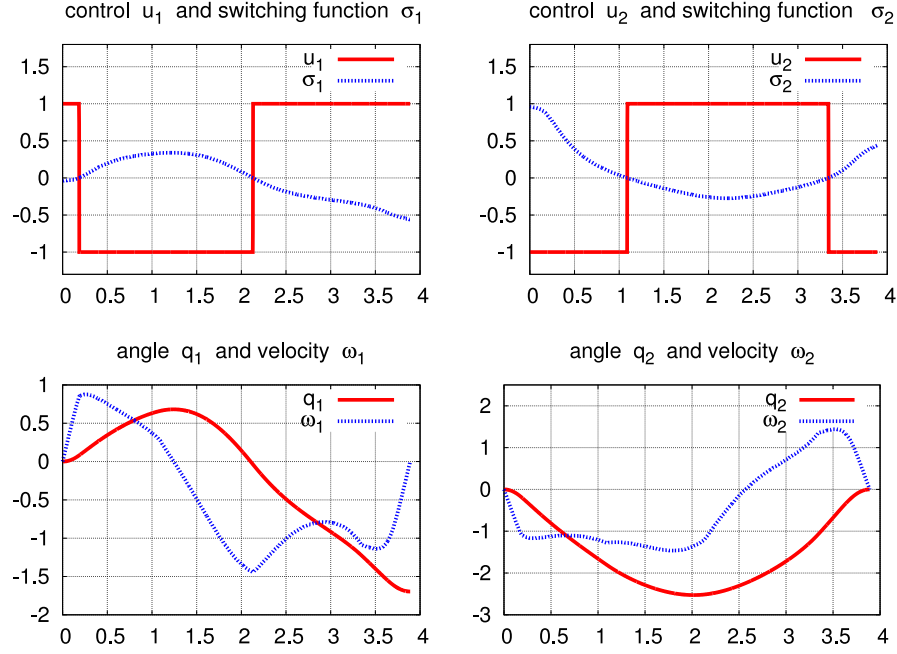 control u₁ and switching function σ₁
1.5
1
0.5
0
-0.5
-1
u₁
σ₁
0 0.5 1 1.5 2 2.5 3 3.5 4
control u₂ and switching function σ₂
1.5
1
0.5
0
-0.5
-1
u₂
σ₂
0 0.5 1 1.5 2 2.5 3 3.5 4
angle q₁ and velocity ω₁
1
0.5
0
-0.5
-1
-1.5
-2
q₁
ω₁
0 0.5 1 1.5 2 2.5 3 3.5 4
angle q₂ and velocity ω₂
2
1
0
-1
-2
-3
q₂
ω₂
0 0.5 1 1.5 2 2.5 3 3.5 4